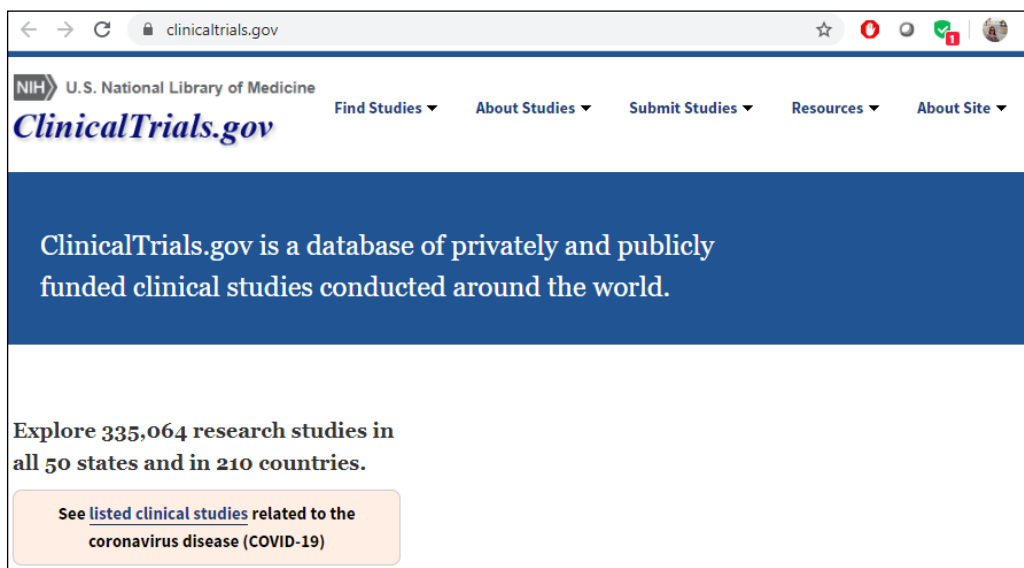 clinicaltrials.gov
1
NIH U.S. National Library of Medicine
ClinicalTrials.gov
Find Studies About Studies Submit Studies Resources About Site
ClinicalTrials.gov is a database of privately and publicly
funded clinical studies conducted around the world.
Explore 335,064 research studies in
all 50 states and in 210 countries.
See listed clinical studies related to the
coronavirus disease (COVID-19)